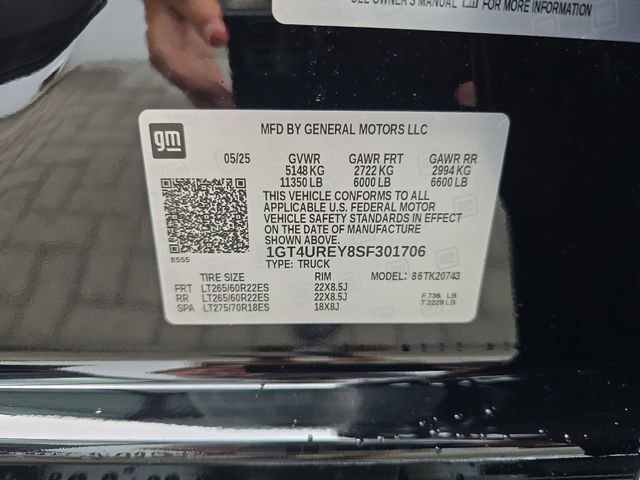 SEE OWNER'S MANUAL FOR MORE INFORMATION
gm
MFD BY GENERAL MOTORS LLC
05/25 GVWR GAWR FRT GAWR RR
5148 KG 2722 KG 2994 KG
11350 LB 6000 LB 6600 LB
THIS VEHICLE CONFORMS TO ALL
APPLICABLE U.S. FEDERAL MOTOR
VEHICLE SAFETY STANDARDS IN EFFECT
ON THE DATE OF MANUFACTURE
SHOWN ABOVE.
8555
1GT4UREY8SF301706
TYPE: TRUCK
TIRE SIZE RIM MODEL: 86TK20743
FRT LT265/60R22ES 22X8.5J
RR LT265/60R22ES 22X8.5J F 736 LB
SPA LT275/70R18ES 18X8J T 2228 LB